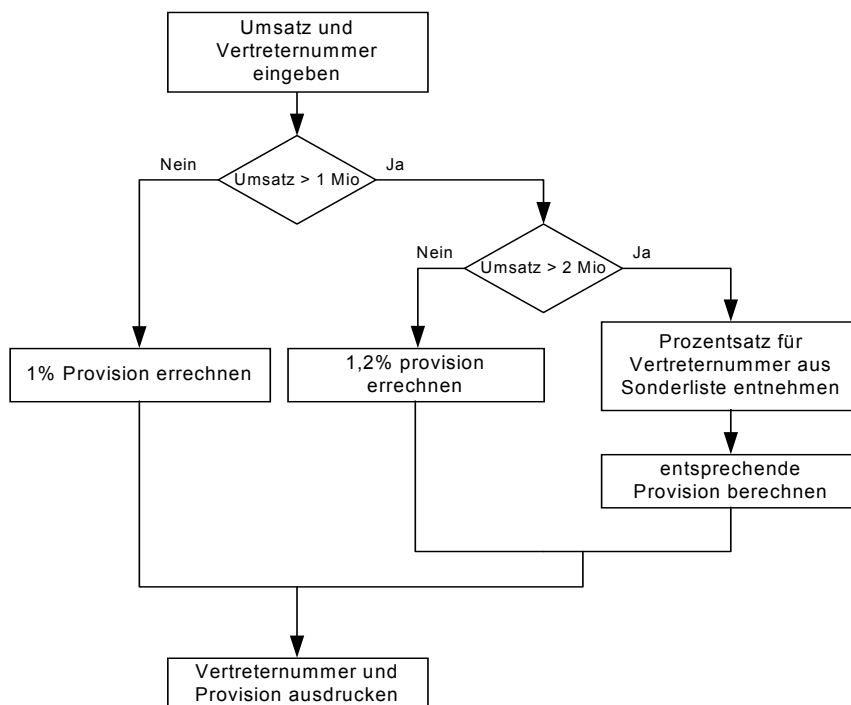 Umsatz und
Vertreternummer
eingeben
Nein
Ja
Umsatz > 1 Mio
Nein
Ja
Umsatz > 2 Mio
1% Provision errechnen
1,2% provision
errechnen
Prozentsatz für
Vertreternummer aus
Sonderliste entnehmen
entsprechende
Provision berechnen
Vertreternummer und
Provision ausdrucken